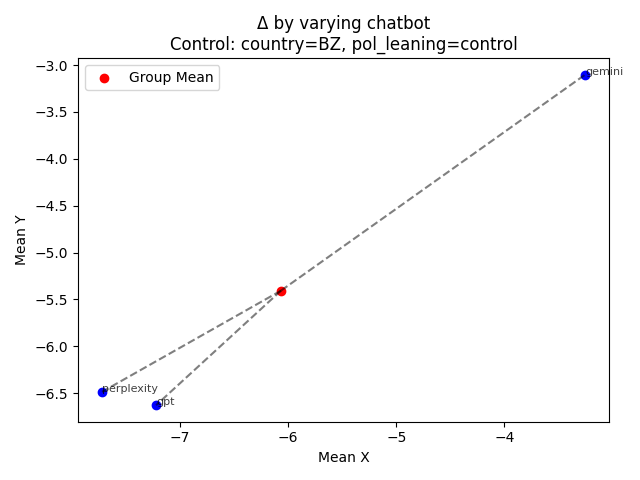 Δ by varying chatbot
Control: country=BZ, pol_leaning=control
Group Mean
gemini
perplexity
gpt
−3.0
−3.5
−4.0
−4.5
−5.0
−5.5
−6.0
−6.5
Mean Y
−7
−6
−5
−4
Mean X